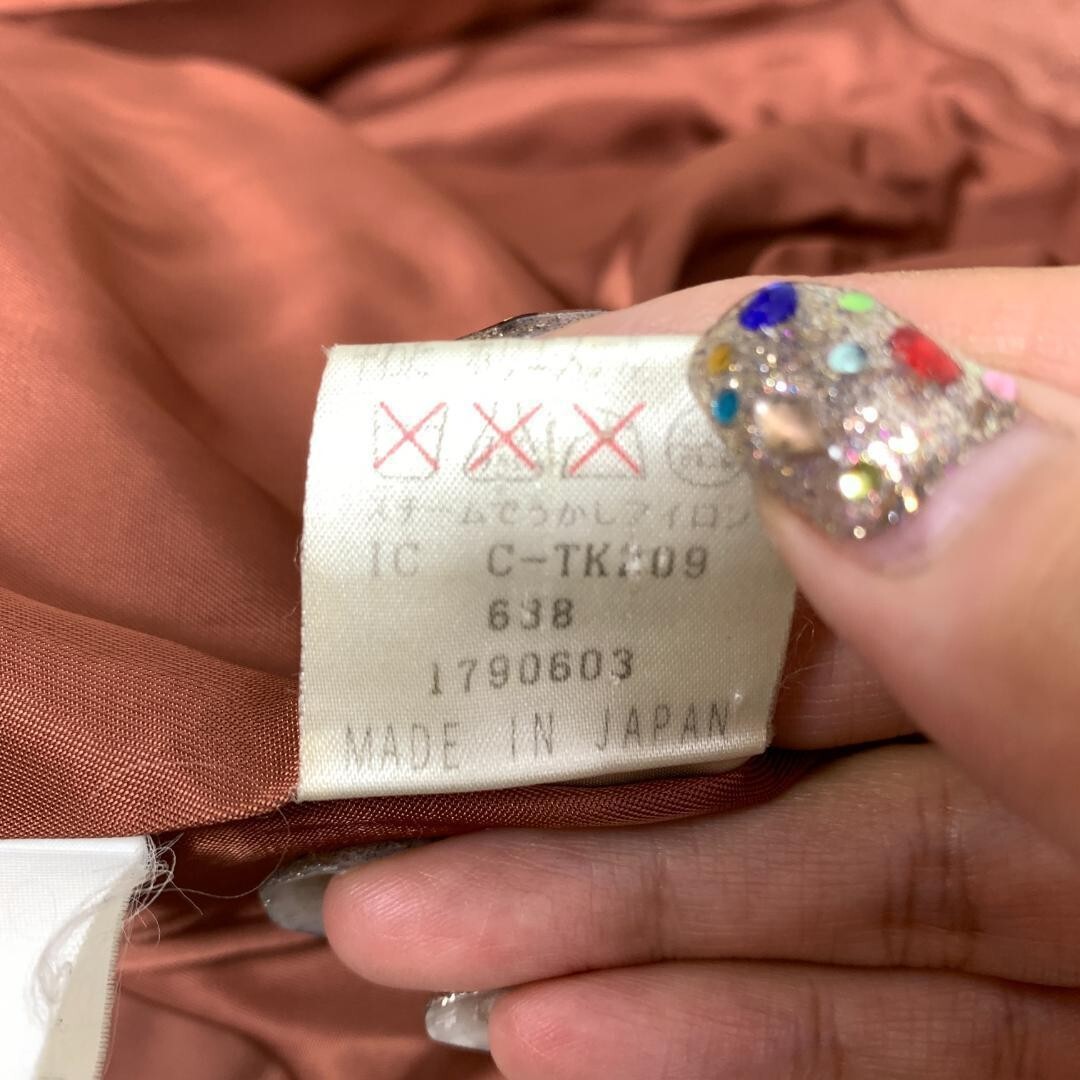 スチームでうかしアイロン
IC C-TK209
638
1790603
MADE IN JAPAN